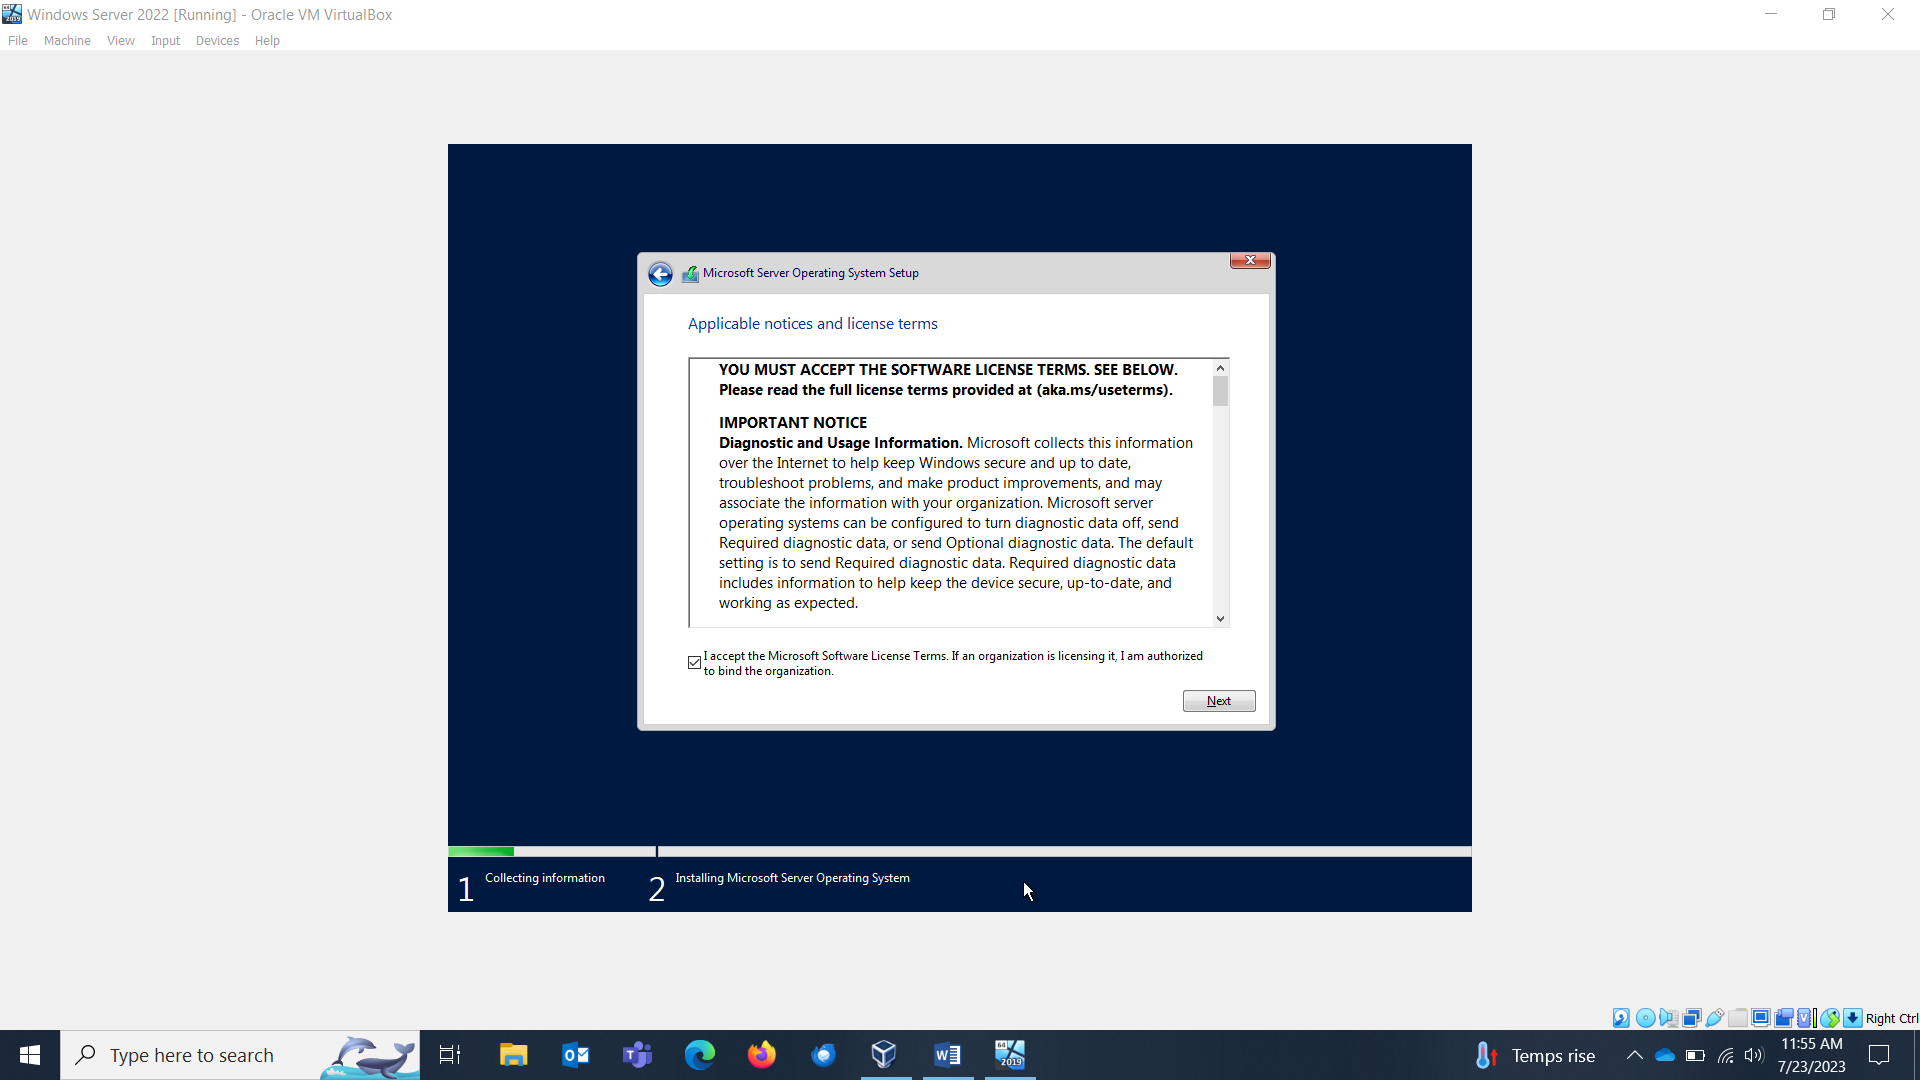 Windows Server 2022 [Running] - Oracle VM VirtualBox
File Machine View Input Devices Help
Microsoft Server Operating System Setup
Applicable notices and license terms
YOU MUST ACCEPT THE SOFTWARE LICENSE TERMS. SEE BELOW.
Please read the full license terms provided at (aka.ms/useterms).
IMPORTANT NOTICE
Diagnostic and Usage Information. Microsoft collects this information
over the Internet to help keep Windows secure and up to date,
troubleshoot problems, and make product improvements, and may
associate the information with your organization. Microsoft server
operating systems can be configured to turn diagnostic data off, send
Required diagnostic data, or send Optional diagnostic data. The default
setting is to send Required diagnostic data. Required diagnostic data
includes information to help keep the device secure, up-to-date, and
working as expected.
I accept the Microsoft Software License Terms. If an organization is licensing it, I am authorized
to bind the organization.
Next
1 Collecting information 2 Installing Microsoft Server Operating System
Right Ctrl
Type here to search
64
2019
Temps rise
11:55 AM
7/23/2023